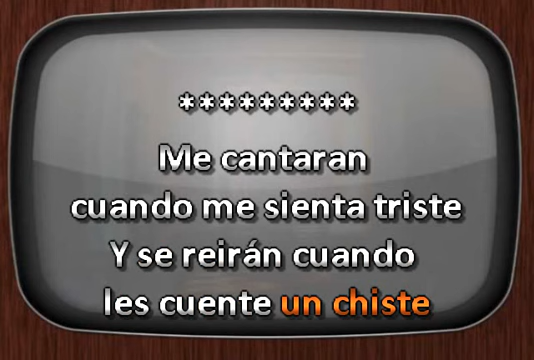 *********
Me cantaran
cuando me sienta triste
Y se reirán cuando
les cuente un chiste